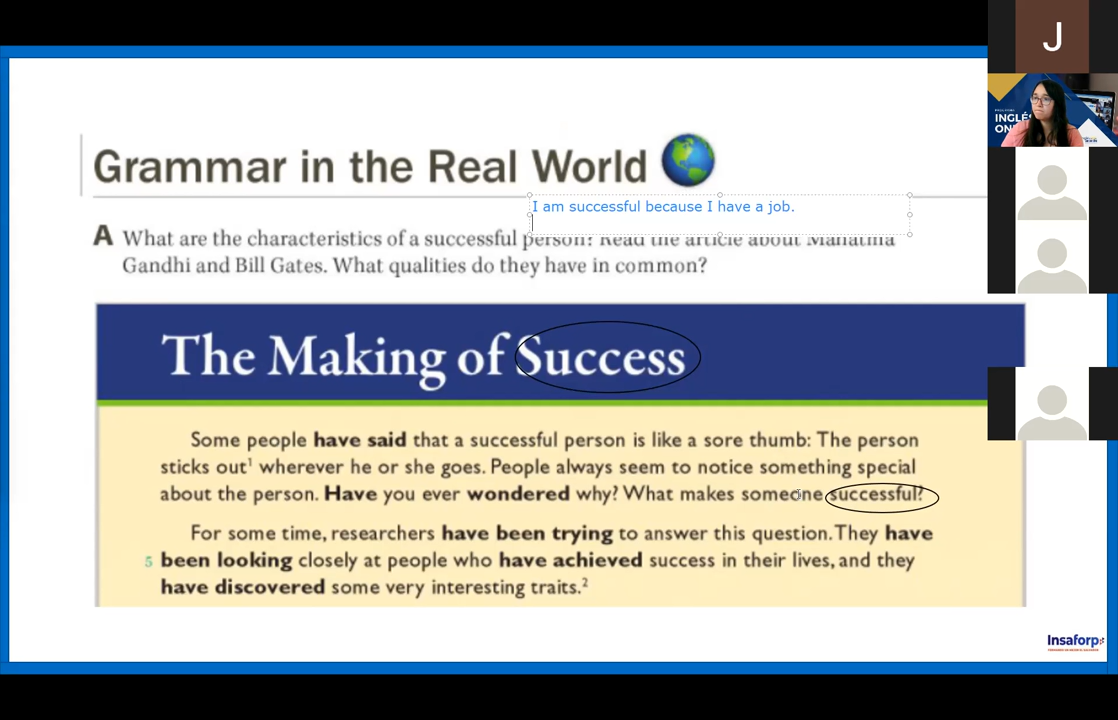 J
INGLÉS
Grammar in the Real World
I am successful because I have a job.
A What are the characteristics of a successful person? Read the article about Mahatma
Gandhi and Bill Gates. What qualities do they have in common?
The Making of Success
Some people have said that a successful person is like a sore thumb: The person
sticks out¹ wherever he or she goes. People always seem to notice something special
about the person. Have you ever wondered why? What makes someone successful?
For some time, researchers have been trying to answer this question. They have
5 been looking closely at people who have achieved success in their lives, and they
have discovered some very interesting traits.²
Insaforp